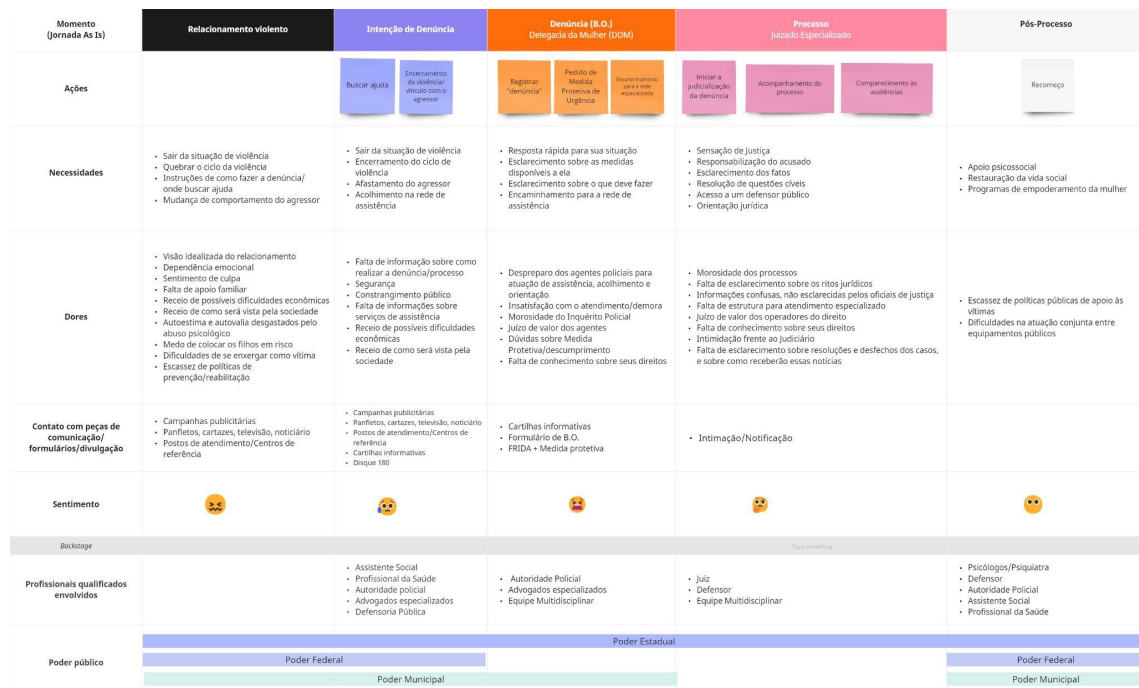 Momento
(Jornada As Is)
Relacionamento violento
Intenção de Denúncia
Denúncia (B.O.)
Delegacia da Mulher (DDM)
Processo
Juizado Especializado
Pós-Processo
Ações
Buscar ajuda
Encerramento
da violência/
vínculo com o
agressor
Registrar
"denúncia"
Pedido de
Medida
Protetiva de
Urgência
Encaminhamento
para a rede
especializada
Iniciar a
judicialização
da denúncia
Acompanhamento do
processo
Comparecimento às
audiências
Recomeço
Necessidades
• Sair da situação de violência
• Quebrar o ciclo da violência
• Instruções de como fazer a denúncia/
onde buscar ajuda
• Mudança de comportamento do agressor
• Sair da situação de violência
• Encerramento do ciclo de
violência
• Afastamento do agressor
• Acolhimento na rede de
assistência
• Resposta rápida para sua situação
• Esclarecimento sobre as medidas
disponíveis a ela
• Esclarecimento sobre o que deve fazer
• Encaminhamento para a rede de
assistência
• Sensação de Justiça
• Responsabilização do acusado
• Esclarecimento dos fatos
• Resolução de questões cíveis
• Acesso a um defensor público
• Orientação jurídica
• Apoio psicossocial
• Restauração da vida social
• Programas de empoderamento da mulher
Dores
• Visão idealizada do relacionamento
• Dependência emocional
• Sentimento de culpa
• Falta de apoio familiar
• Receio de possíveis dificuldades econômicas
• Receio de como será vista pela sociedade
• Autoestima e autovalia desgastados pelo
abuso psicológico
• Medo de colocar os filhos em risco
• Dificuldades de se enxergar como vítima
• Escassez de políticas de
prevenção/reabilitação
• Falta de informação sobre como
realizar a denúncia/processo
• Segurança
• Constrangimento público
• Falta de informações sobre
serviços de assistência
• Receio de possíveis dificuldades
econômicas
• Receio de como será vista pela
sociedade
• Despreparo dos agentes policiais para
atuação de assistência, acolhimento e
orientação
• Insatisfação com o atendimento/demora
• Morosidade do Inquérito Policial
• Juízo de valor dos agentes
• Dúvidas sobre Medida
Protetiva/descumprimento
• Falta de conhecimento sobre seus direitos
• Morosidade dos processos
• Falta de esclarecimento sobre os ritos jurídicos
• Informações confusas, não esclarecidas pelos oficiais de justiça
• Falta de estrutura para atendimento especializado
• Juízo de valor dos operadores do direito
• Falta de conhecimento sobre seus direitos
• Intimidação frente ao Judiciário
• Falta de esclarecimento sobre resoluções e desfechos dos casos,
e sobre como receberão essas notícias
• Escassez de políticas públicas de apoio às
vítimas
• Dificuldades na atuação conjunta entre
equipamentos públicos
Contato com peças de
comunicação/
formulários/divulgação
• Campanhas publicitárias
• Panfletos, cartazes, televisão, noticiário
• Postos de atendimento/Centros de
referência
• Campanhas publicitárias
• Panfletos, cartazes, televisão, noticiário
• Postos de atendimento/Centros de
referência
• Cartilhas informativas
• Disque 180
• Cartilhas informativas
• Formulário de B.O.
• FRIDA + Medida protetiva
• Intimação/Notificação
Sentimento
Backstage
Type something
Profissionais qualificados
envolvidos
• Assistente Social
• Profissional da Saúde
• Autoridade policial
• Advogados especializados
• Defensoria Pública
• Autoridade Policial
• Advogados especializados
• Equipe Multidisciplinar
• Juiz
• Defensor
• Equipe Multidisciplinar
• Psicólogos/Psiquiatra
• Defensor
• Autoridade Policial
• Assistente Social
• Profissional da Saúde
Poder público
Poder Estadual
Poder Federal
Poder Federal
Poder Municipal
Poder Municipal